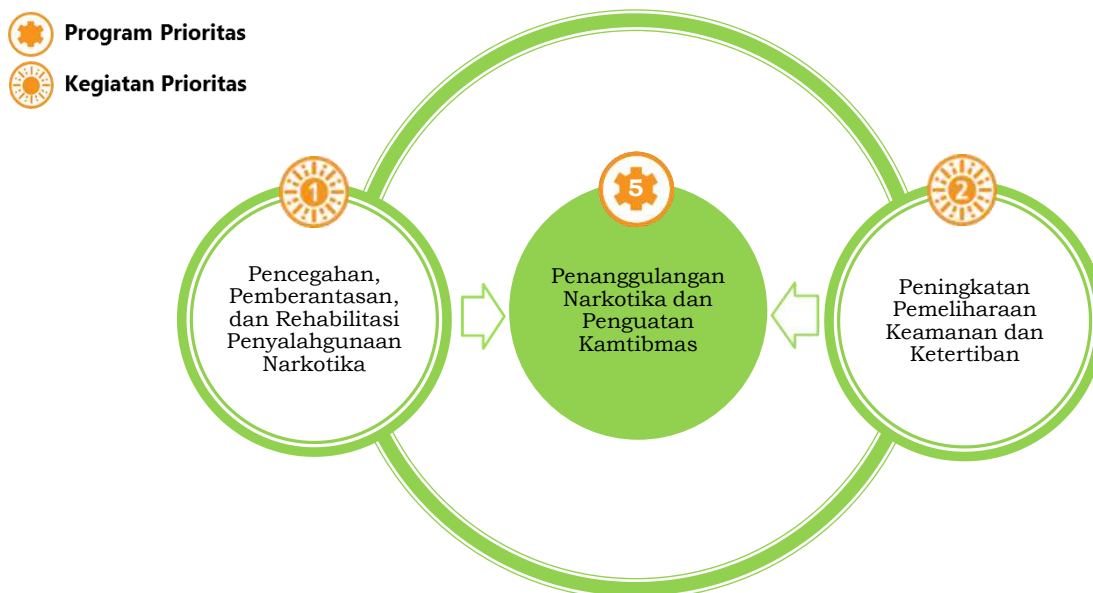 Program Prioritas
Kegiatan Prioritas
1
Pencegahan,
Pemberantasan,
dan Rehabilitasi
Penyalahgunaan
Narkotika
5
Penanggulangan
Narkotika dan
Penguatan
Kamtibmas
2
Peningkatan
Pemeliharaan
Keamanan dan
Ketertiban